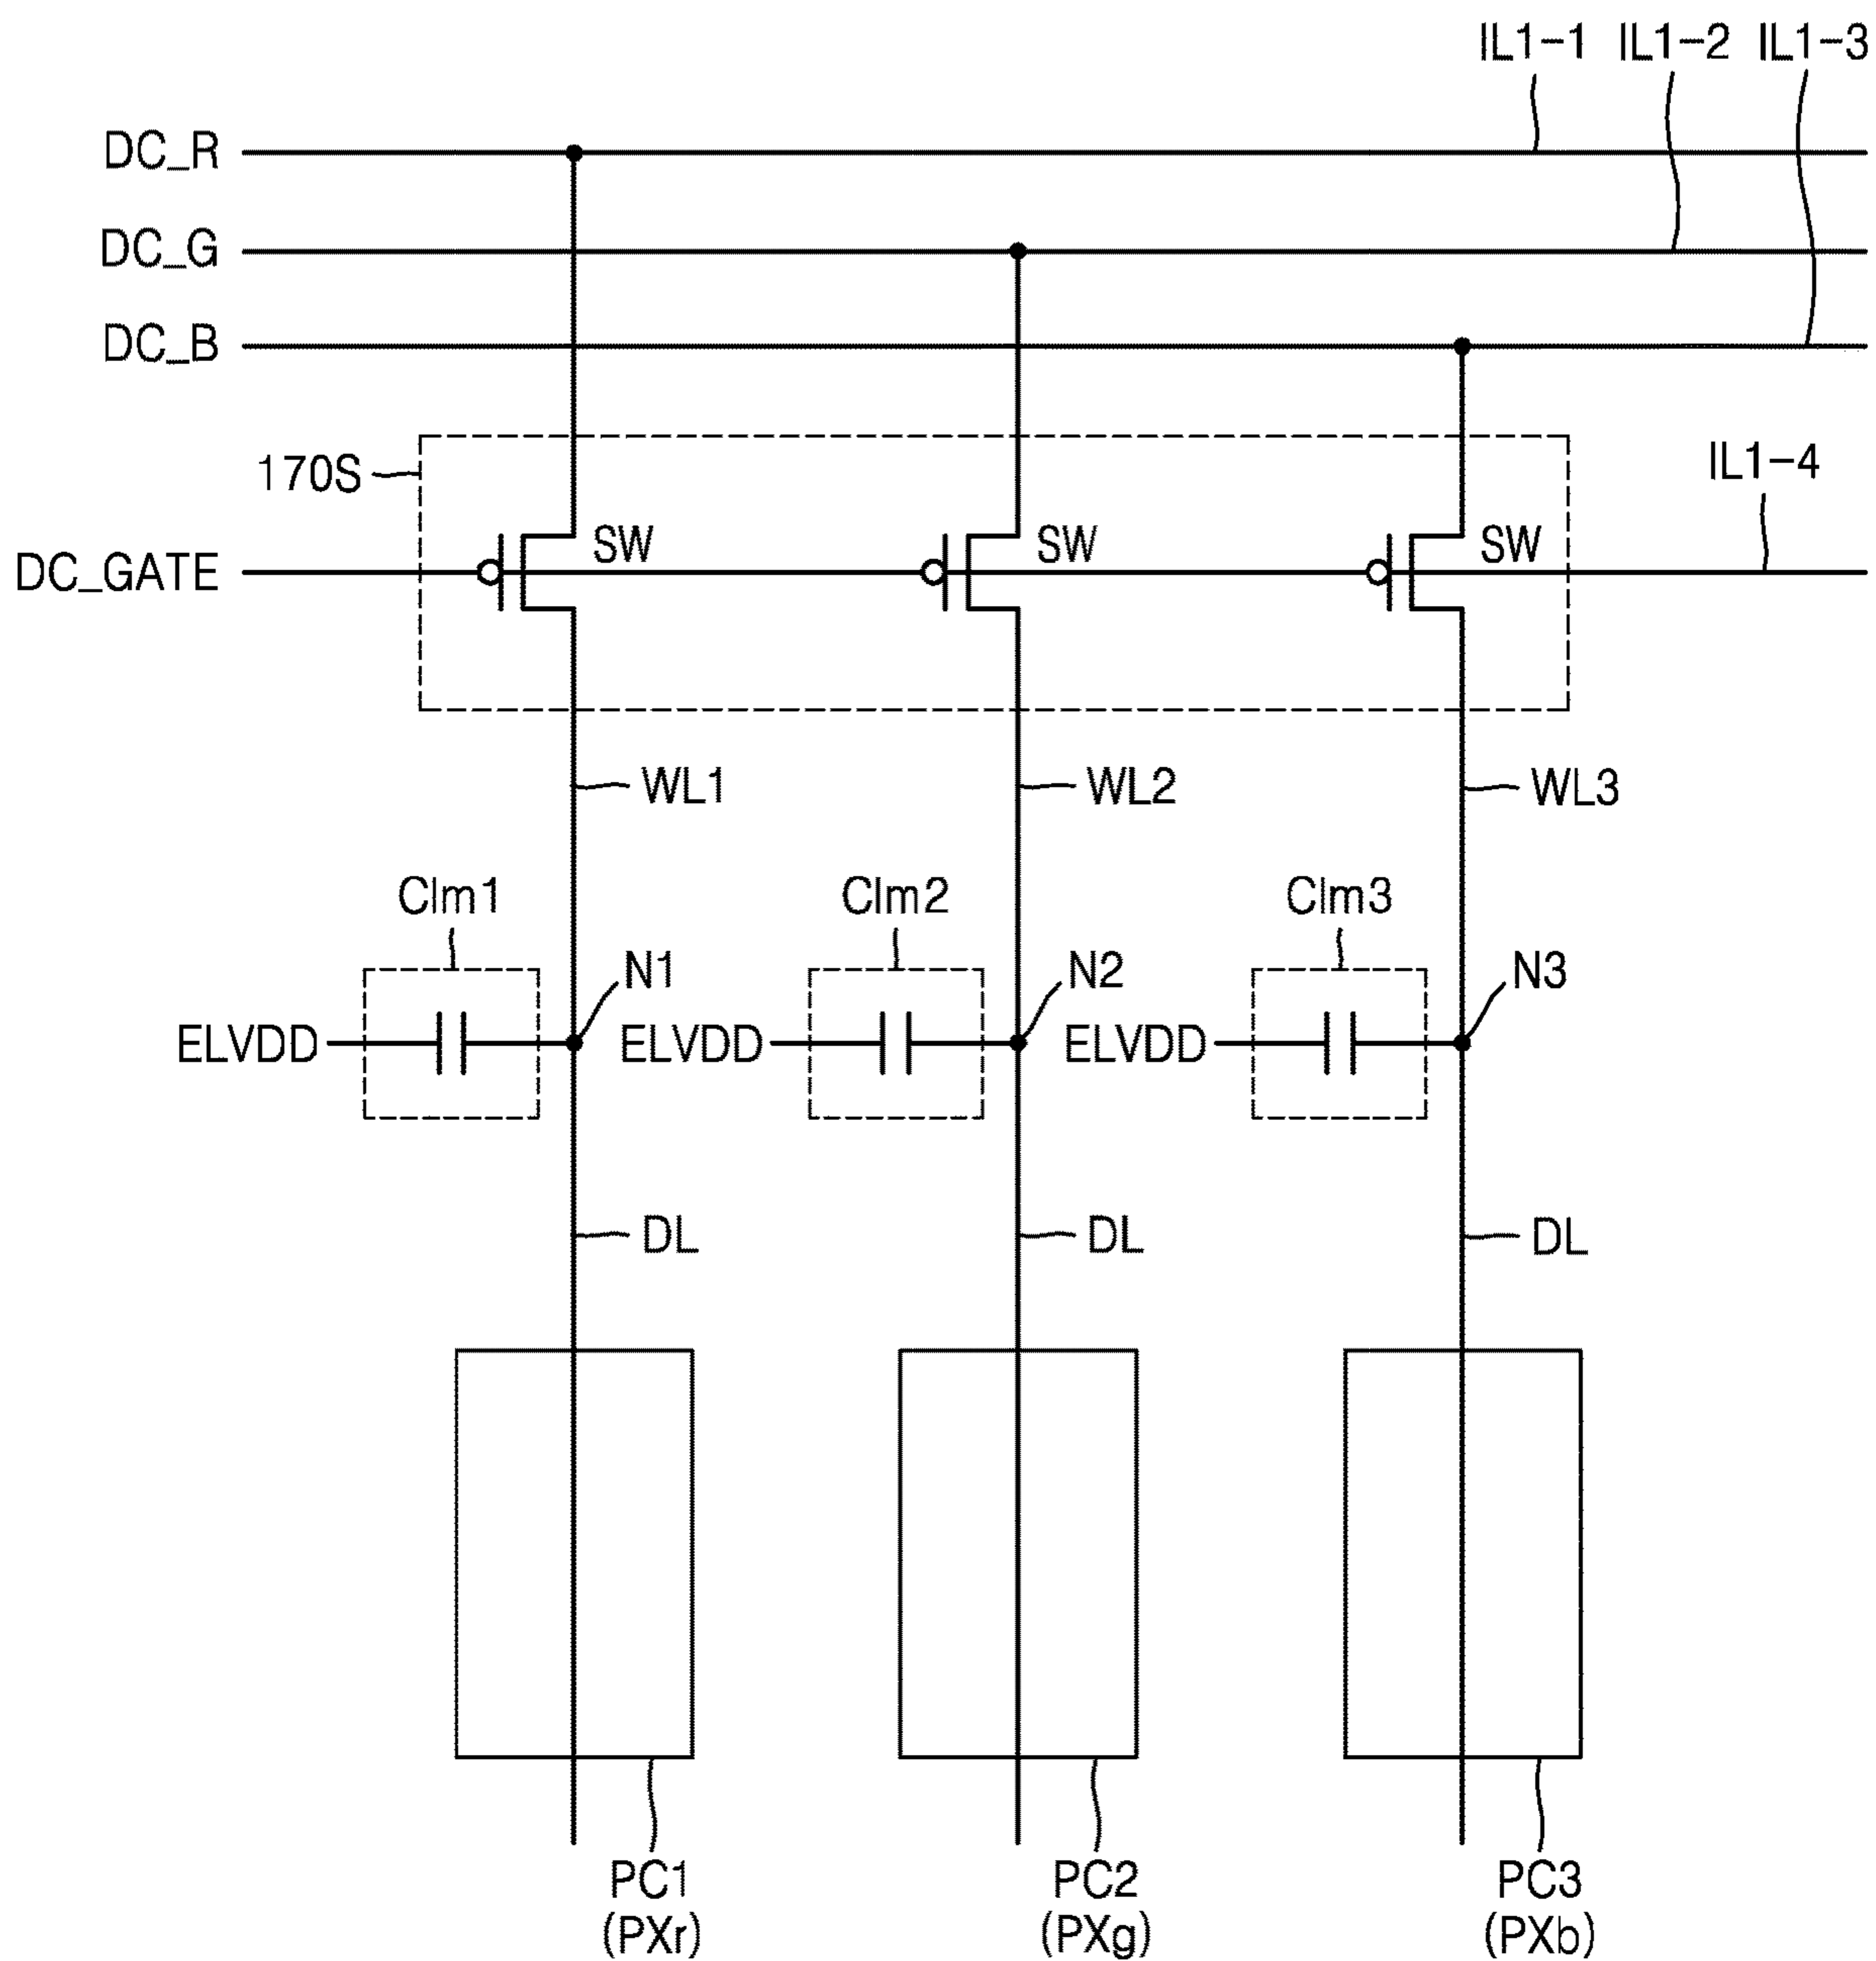 IL1-1 IL1-2 IL1-3
DC_R
DC_G
DC_B
170S
IL1-4
SW SW SW
DC_GATE
WL1 WL2 WL3
Clm1 Clm2 Clm3
N1 N2 N3
ELVDD ELVDD ELVDD
DL DL DL
PC1 PC2 PC3
(PXr) (PXg) (PXb)